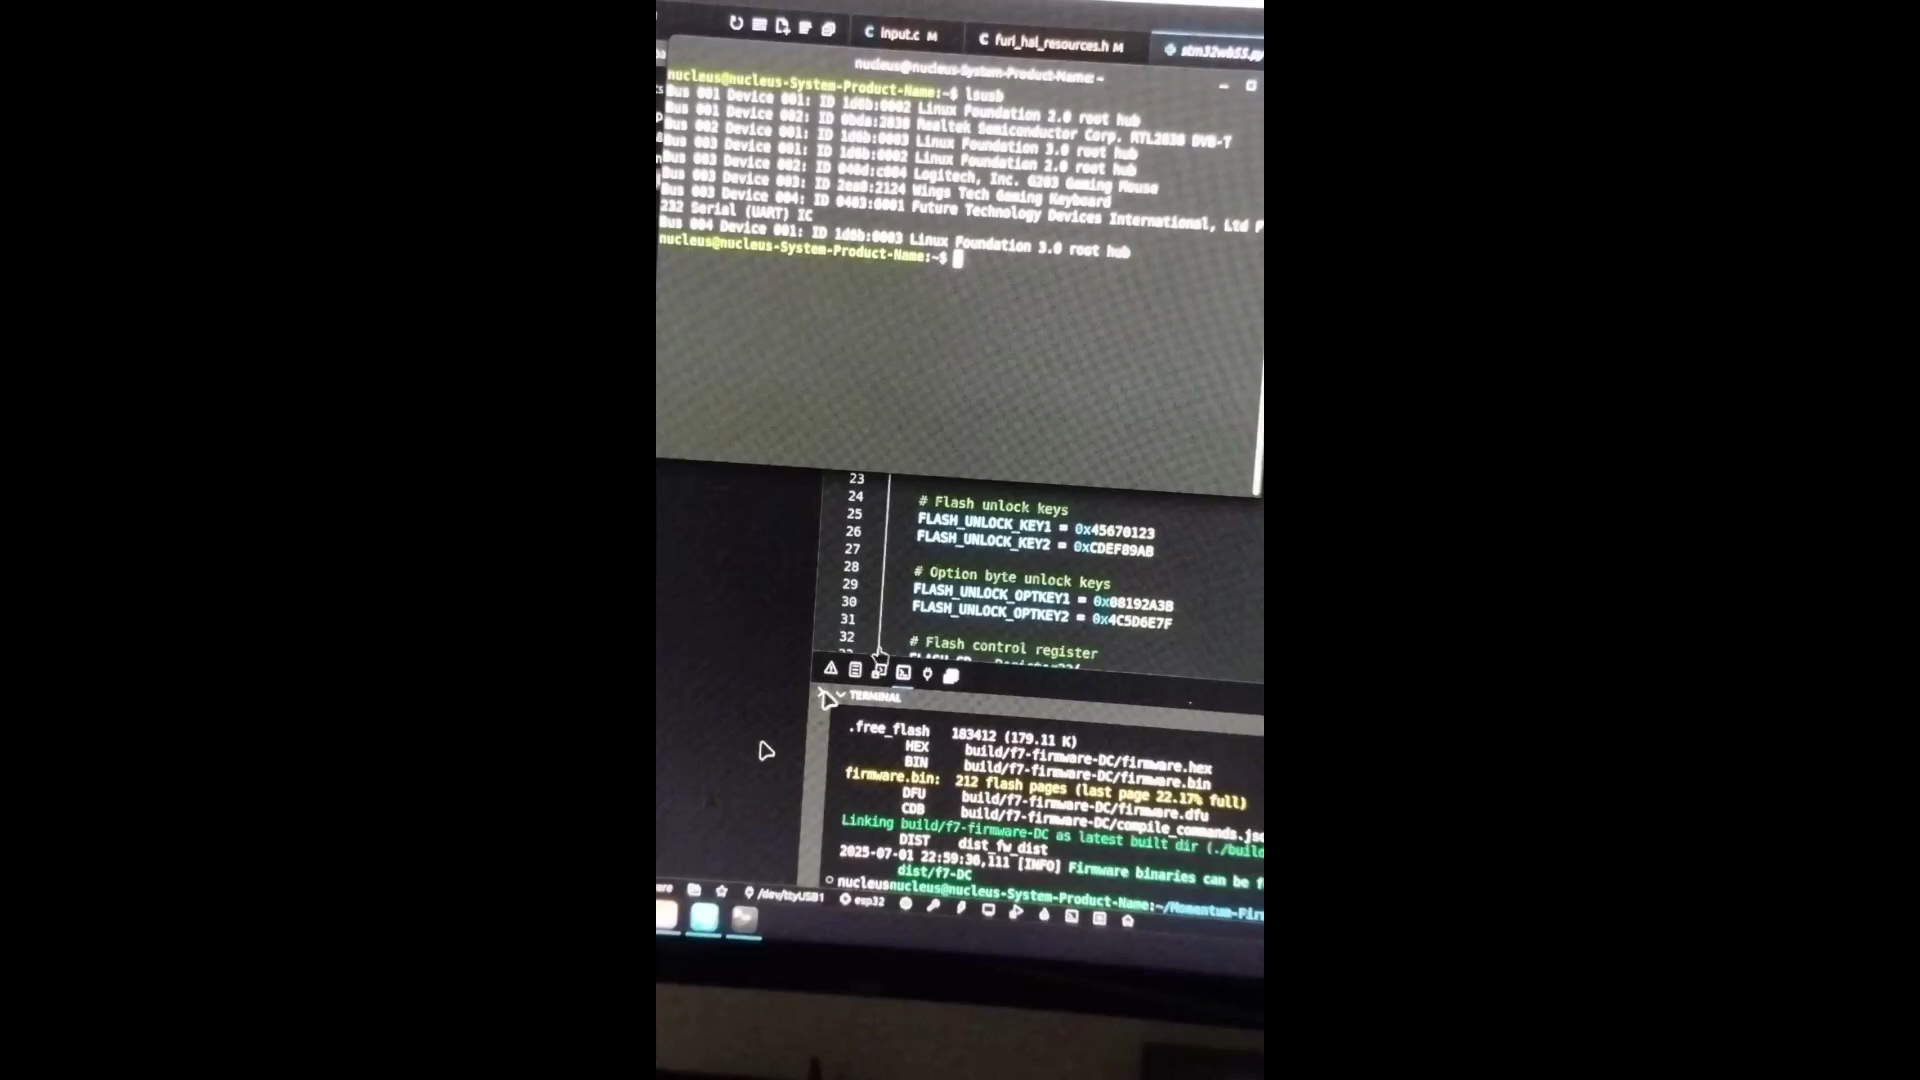 C input.c M
C furi_hal_resources.h M
stm32wb55.py
nucleus@nucleus-System-Product-Name: ~
nucleus@nucleus-System-Product-Name:~$ lsusb
Bus 001 Device 001: ID 1d6b:0002 Linux Foundation 2.0 root hub
Bus 001 Device 002: ID 0bda:2838 Realtek Semiconductor Corp. RTL2838 DVB-T
Bus 002 Device 001: ID 1d6b:0003 Linux Foundation 3.0 root hub
Bus 003 Device 001: ID 1d6b:0002 Linux Foundation 2.0 root hub
Bus 003 Device 002: ID 046d:c084 Logitech, Inc. G203 Gaming Mouse
Bus 003 Device 003: ID 2ea8:2124 Wings Tech Gaming Keyboard
Bus 003 Device 004: ID 0403:6001 Future Technology Devices International, Ltd F
232 Serial (UART) IC
Bus 004 Device 001: ID 1d6b:0003 Linux Foundation 3.0 root hub
nucleus@nucleus-System-Product-Name:~$
23
24 # Flash unlock keys
25 FLASH_UNLOCK_KEY1 = 0x45670123
26 FLASH_UNLOCK_KEY2 = 0xCDEF89AB
27
28 # Option byte unlock keys
29 FLASH_UNLOCK_OPTKEY1 = 0x08192A3B
30 FLASH_UNLOCK_OPTKEY2 = 0x4C5D6E7F
31
32 # Flash control register
TERMINAL
.free_flash 183412 (179.11 K)
HEX build/f7-firmware-DC/firmware.hex
BIN build/f7-firmware-DC/firmware.bin
firmware.bin: 212 flash pages (last page 22.17% full)
DFU build/f7-firmware-DC/firmware.dfu
CDB build/f7-firmware-DC/compile_commands.jso
Linking build/f7-firmware-DC as latest built dir (./build
DIST dist_fw_dist
2025-07-01 22:59:36,111 [INFO] Firmware binaries can be f
dist/f7-DC
nucleusnucleus@nucleus-System-Product-Name:~/Momentum-Fir
/dev/ttyUSB1 esp32